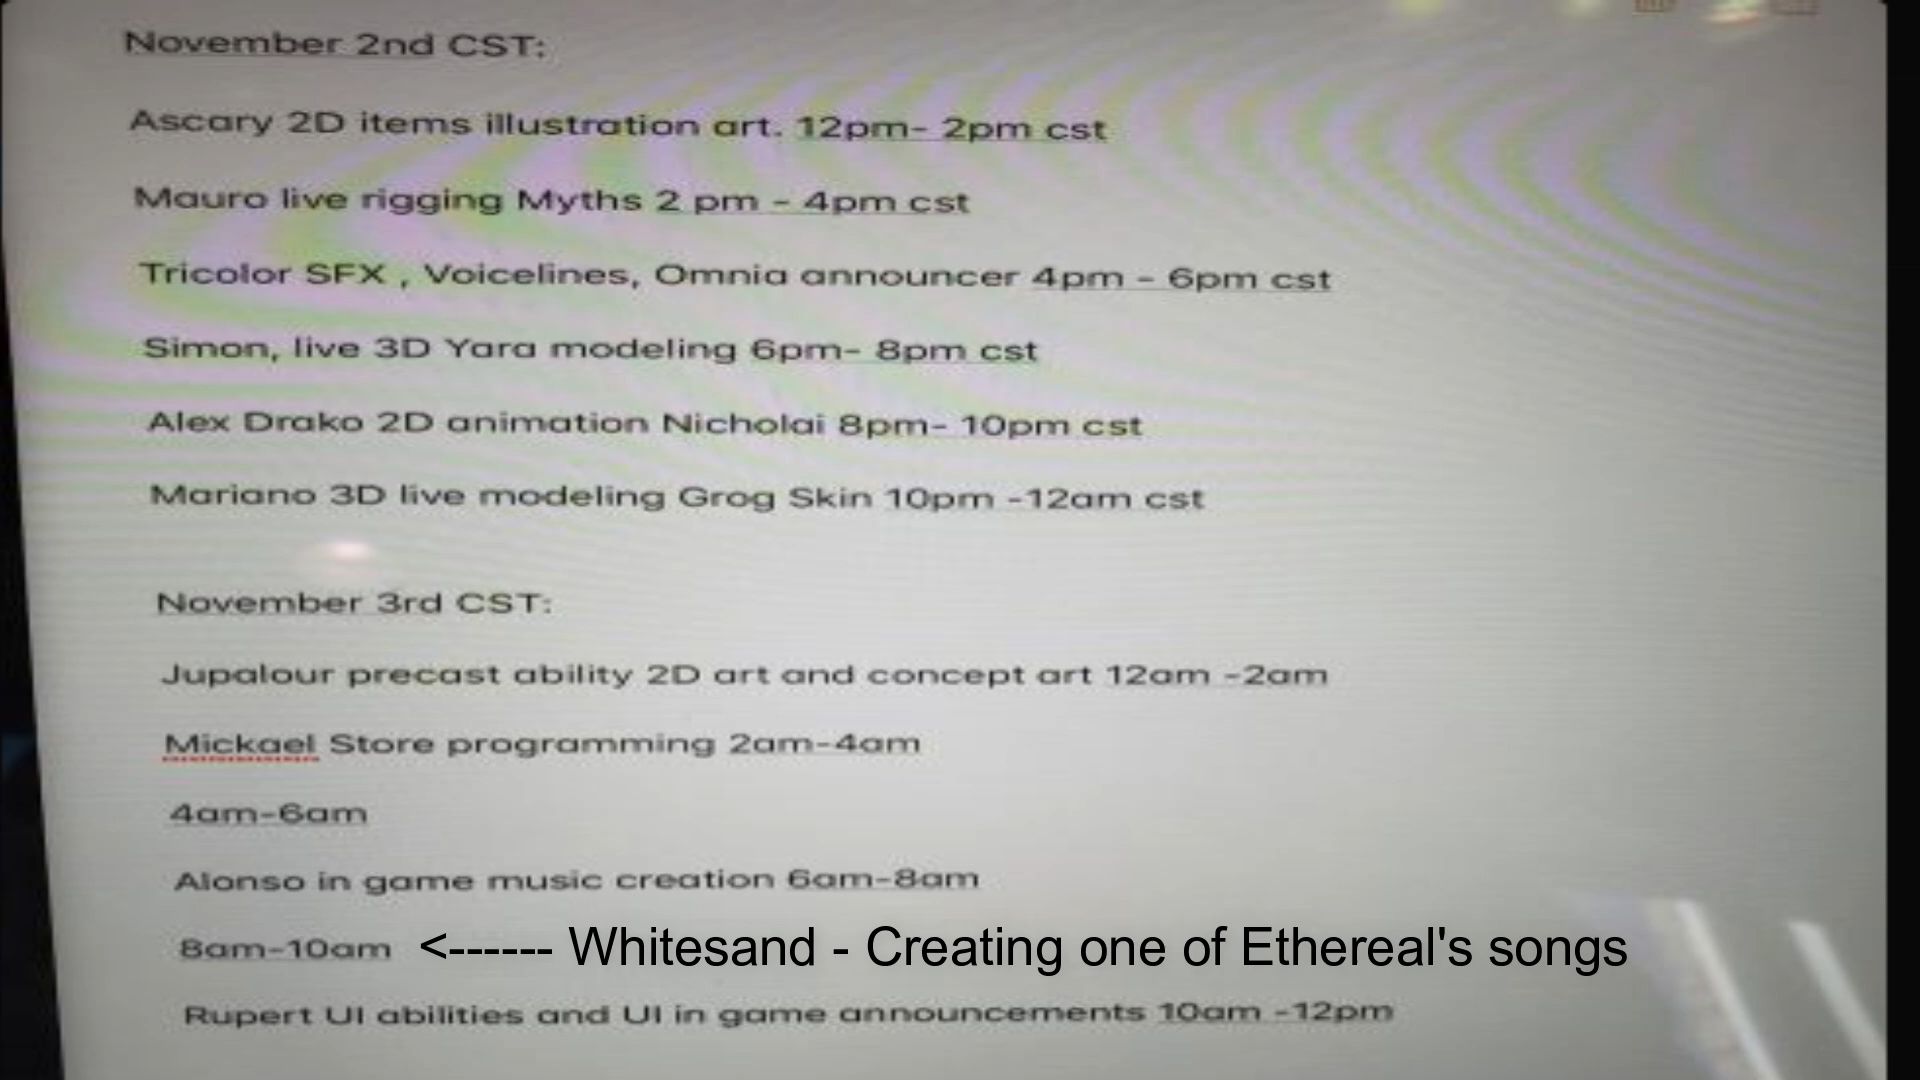 November 2nd CST:
Ascary 2D items illustration art. 12pm- 2pm cst
Mauro live rigging Myths 2 pm - 4pm cst
Tricolor SFX , Voicelines, Omnia announcer 4pm - 6pm cst
Simon, live 3D Yara modeling 6pm- 8pm cst
Alex Drako 2D animation Nicholai 8pm- 10pm cst
Mariano 3D live modeling Grog Skin 10pm -12am cst
November 3rd CST:
Jupalour precast ability 2D art and concept art 12am -2am
Mickael Store programming 2am-4am
4am-6am
Alonso in game music creation 6am-8am
8am-10am <------ Whitesand - Creating one of Ethereal's songs
Rupert UI abilities and UI in game announcements 10am -12pm